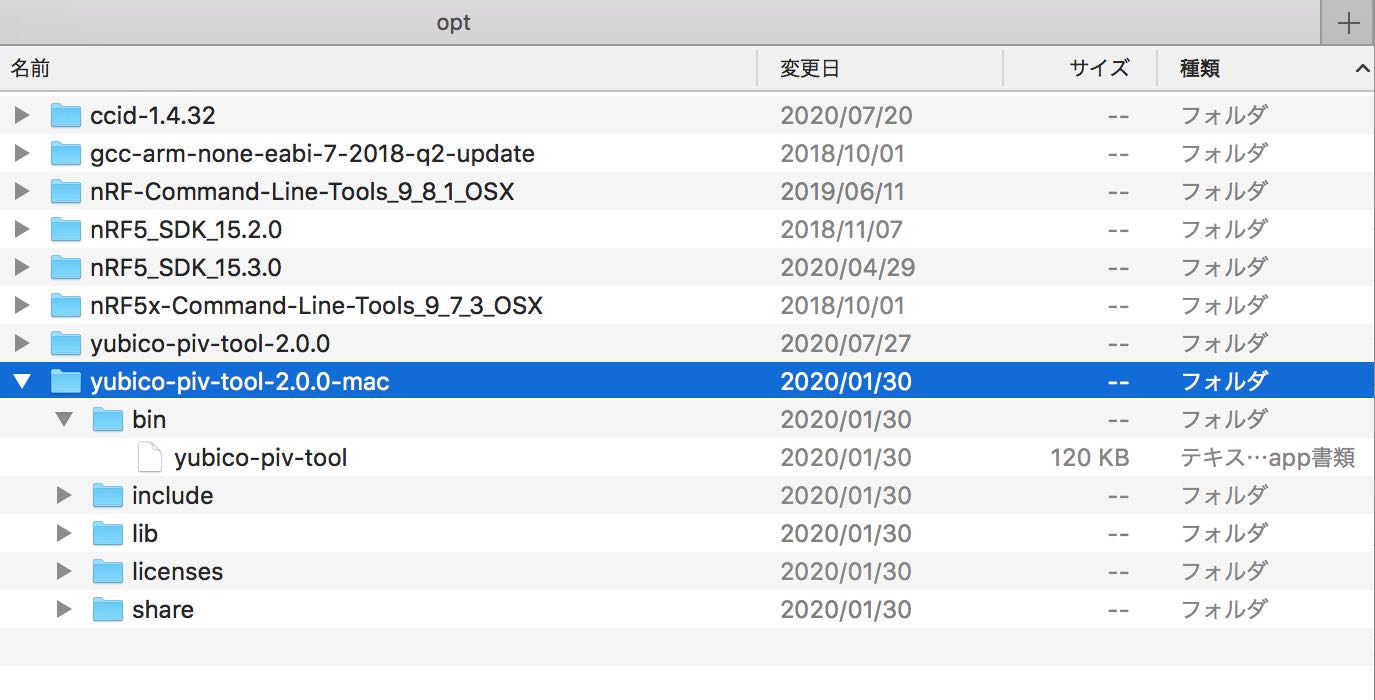 opt
名前 変更日 サイズ 種類
ccid-1.4.32 2020/07/20 -- フォルダ
gcc-arm-none-eabi-7-2018-q2-update 2018/10/01 -- フォルダ
nRF-Command-Line-Tools_9_8_1_OSX 2019/06/11 -- フォルダ
nRF5_SDK_15.2.0 2018/11/07 -- フォルダ
nRF5_SDK_15.3.0 2020/04/29 -- フォルダ
nRF5x-Command-Line-Tools_9_7_3_OSX 2018/10/01 -- フォルダ
yubico-piv-tool-2.0.0 2020/07/27 -- フォルダ
yubico-piv-tool-2.0.0-mac 2020/01/30 -- フォルダ
bin 2020/01/30 -- フォルダ
yubico-piv-tool 2020/01/30 120 KB テキス…app書類
include 2020/01/30 -- フォルダ
lib 2020/01/30 -- フォルダ
licenses 2020/01/30 -- フォルダ
share 2020/01/30 -- フォルダ